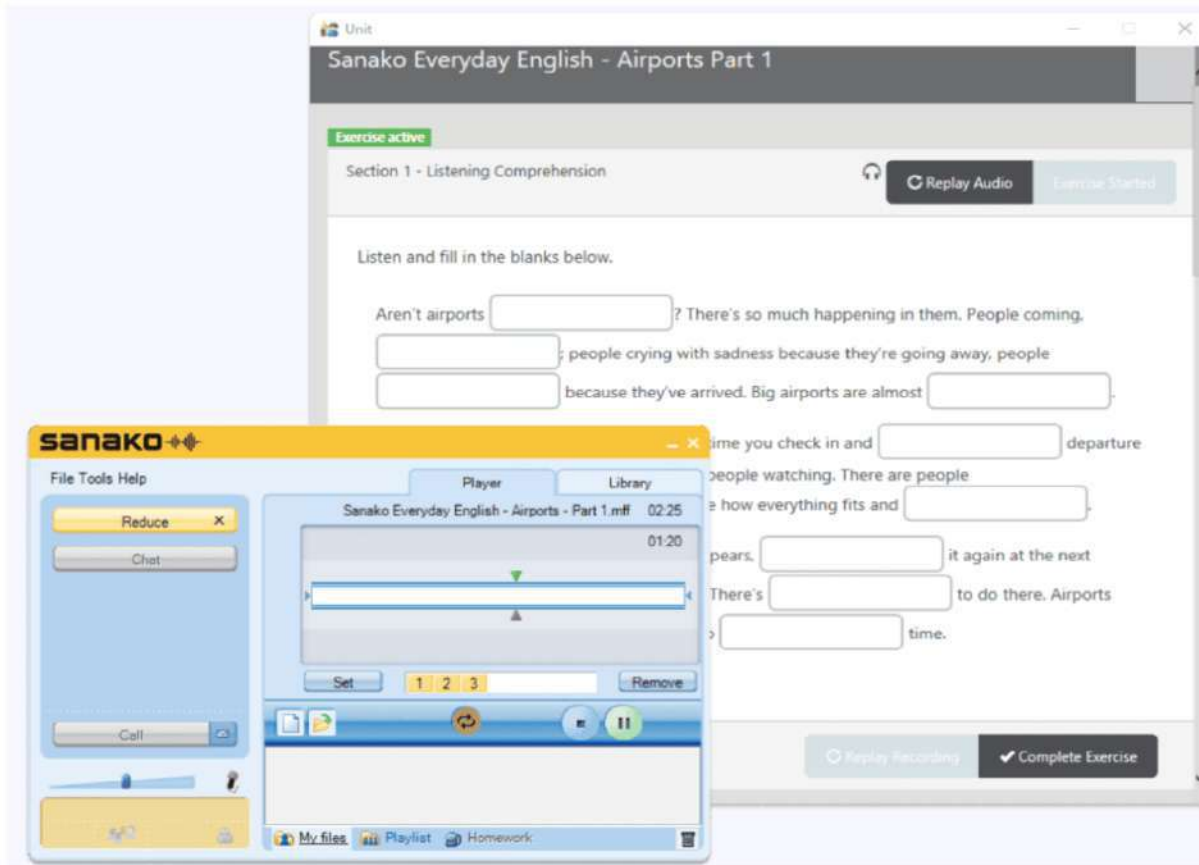 Unit
Sanako Everyday English - Airports Part 1
Exercise active
Section 1 - Listening Comprehension
Replay Audio
Exercise Started
Listen and fill in the blanks below.
Aren't airports ? There's so much happening in them. People coming,
; people crying with sadness because they're going away, people
because they've arrived. Big airports are almost .
time you check in and departure
people watching. There are people
e how everything fits and .
pears, it again at the next
There's to do there. Airports
time.
Replay Recording
Complete Exercise
sanako
File Tools Help
Player
Library
Reduce
Chat
Call
Sanako Everyday English - Airports - Part 1.mff 02:25
01:20
Set
1 2 3
Remove
My files
Playlist
Homework